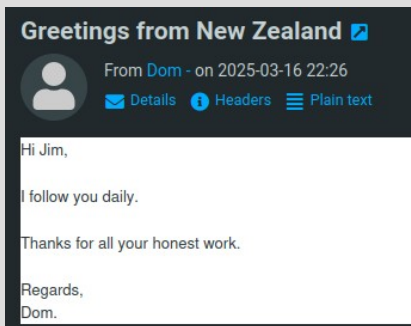 Greetings from New Zealand
From Dom - on 2025-03-16 22:26
Details Headers Plain text
Hi Jim,
I follow you daily.
Thanks for all your honest work.
Regards,
Dom.